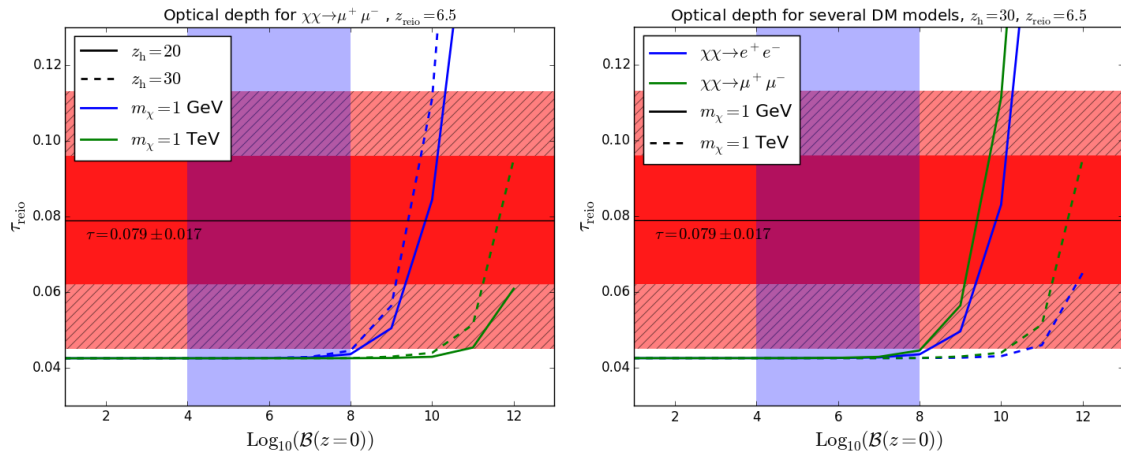 Optical depth for χχ→μ⁺ μ⁻ , z_reio = 6.5
z_h = 20
z_h = 30
m_χ = 1 GeV
m_χ = 1 TeV
τ = 0.079 ± 0.017
0.12
0.10
0.08
0.06
0.04
τ_reio
2 4 6 8 10 12
Log₁₀(ℬ(z = 0))
Optical depth for several DM models, z_h = 30, z_reio = 6.5
χχ→e⁺ e⁻
χχ→μ⁺ μ⁻
m_χ = 1 GeV
m_χ = 1 TeV
τ = 0.079 ± 0.017
0.12
0.10
0.08
0.06
0.04
τ_reio
2 4 6 8 10 12
Log₁₀(ℬ(z = 0))